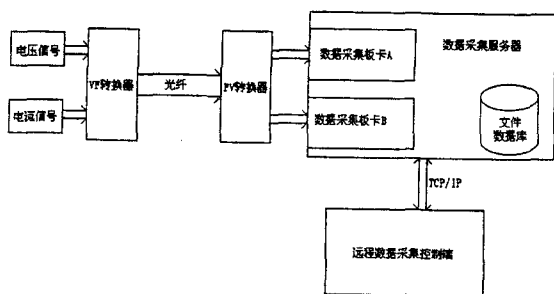 电压信号
电流信号
VF转换器
光纤
FV转换器
数据采集板卡A
数据采集板卡B
数据采集服务器
文件
数据库
TCP/IP
远程数据采集控制端